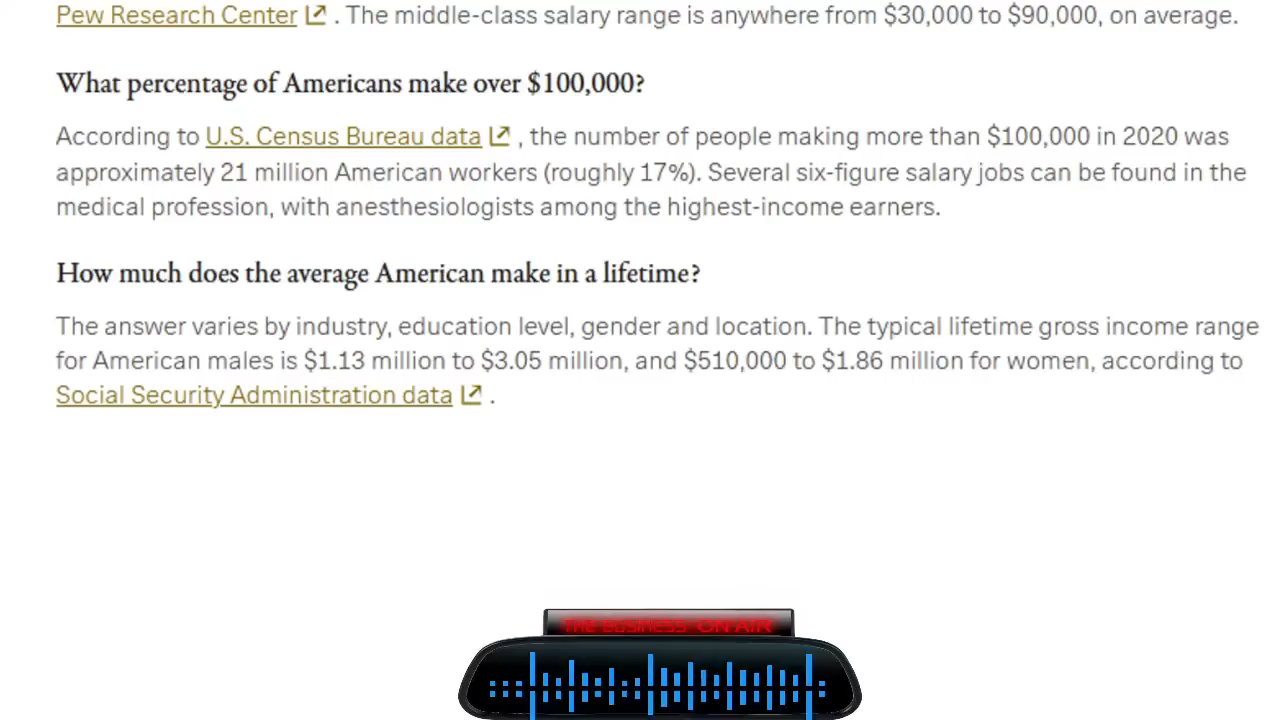 Pew Research Center . The middle-class salary range is anywhere from $30,000 to $90,000, on average.
What percentage of Americans make over $100,000?
According to U.S. Census Bureau data , the number of people making more than $100,000 in 2020 was
approximately 21 million American workers (roughly 17%). Several six-figure salary jobs can be found in the
medical profession, with anesthesiologists among the highest-income earners.
How much does the average American make in a lifetime?
The answer varies by industry, education level, gender and location. The typical lifetime gross income range
for American males is $1.13 million to $3.05 million, and $510,000 to $1.86 million for women, according to
Social Security Administration data .
THE BUSINESS ON AIR